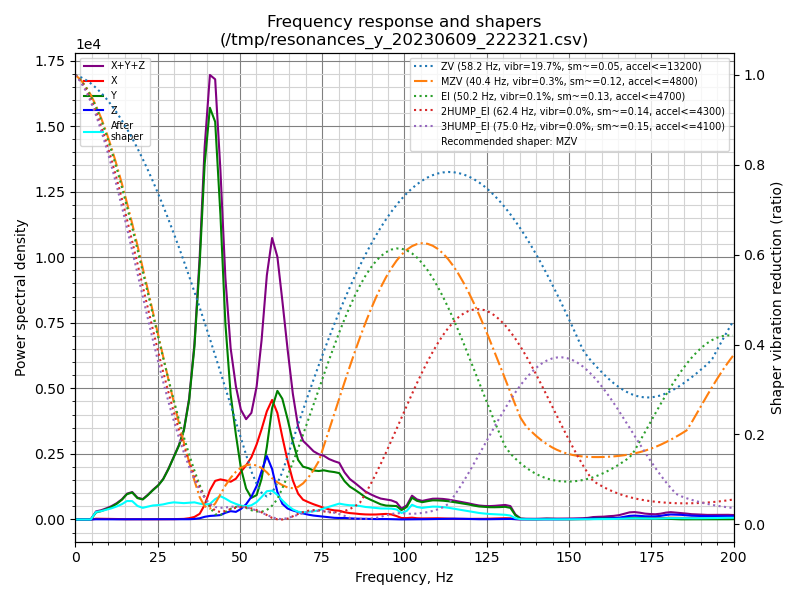 Frequency response and shapers
(/tmp/resonances_y_20230609_222321.csv)
1e4
X+Y+Z
X
Y
Z
After
shaper
ZV (58.2 Hz, vibr=19.7%, sm~=0.05, accel<=13200)
MZV (40.4 Hz, vibr=0.3%, sm~=0.12, accel<=4800)
EI (50.2 Hz, vibr=0.1%, sm~=0.13, accel<=4700)
2HUMP_EI (62.4 Hz, vibr=0.0%, sm~=0.14, accel<=4300)
3HUMP_EI (75.0 Hz, vibr=0.0%, sm~=0.15, accel<=4100)
Recommended shaper: MZV
Power spectral density
1.75
1.50
1.25
1.00
0.75
0.50
0.25
0.00
1.0
0.8
0.6
0.4
0.2
0.0
Shaper vibration reduction (ratio)
0 25 50 75 100 125 150 175 200
Frequency, Hz